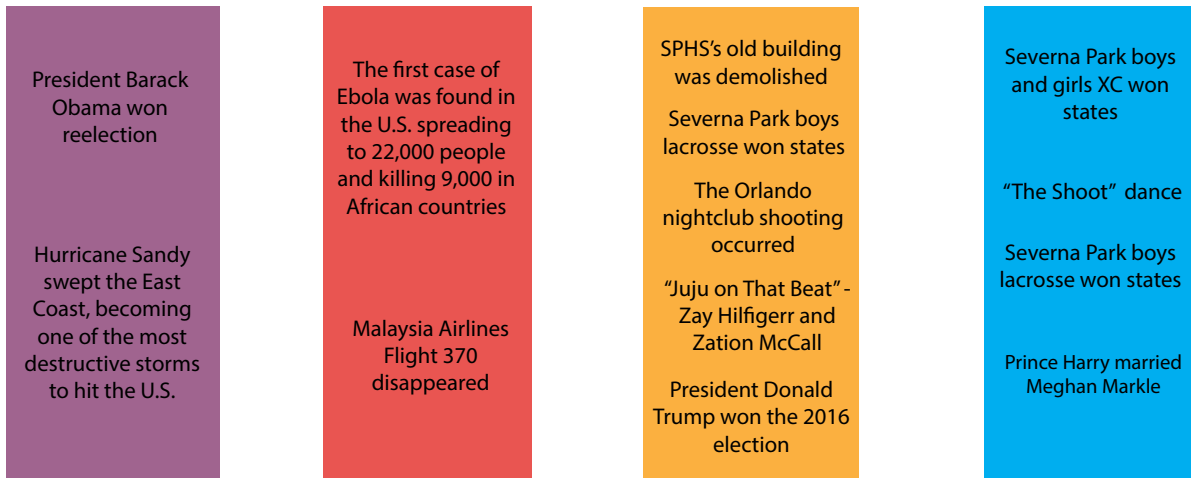 President Barack
Obama won
reelection
Hurricane Sandy
swept the East
Coast, becoming
one of the most
destructive storms
to hit the U.S.
The first case of
Ebola was found in
the U.S. spreading
to 22,000 people
and killing 9,000 in
African countries
Malaysia Airlines
Flight 370
disappeared
SPHS's old building
was demolished
Severna Park boys
lacrosse won states
The Orlando
nightclub shooting
occurred
“Juju on That Beat” -
Zay Hilfigerr and
Zation McCall
President Donald
Trump won the 2016
election
Severna Park boys
and girls XC won
states
“The Shoot” dance
Severna Park boys
lacrosse won states
Prince Harry married
Meghan Markle